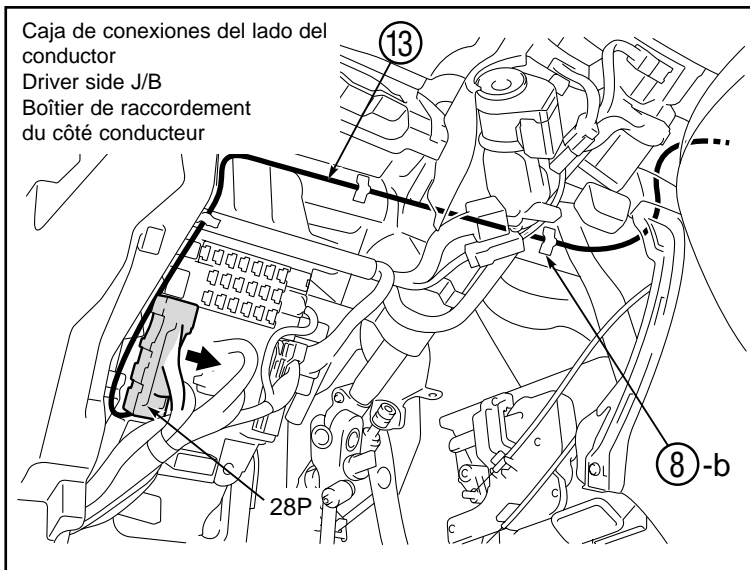 Caja de conexiones del lado del
conductor
Driver side J/B
Boîtier de raccordement
du côté conducteur
13
8 -b
28P